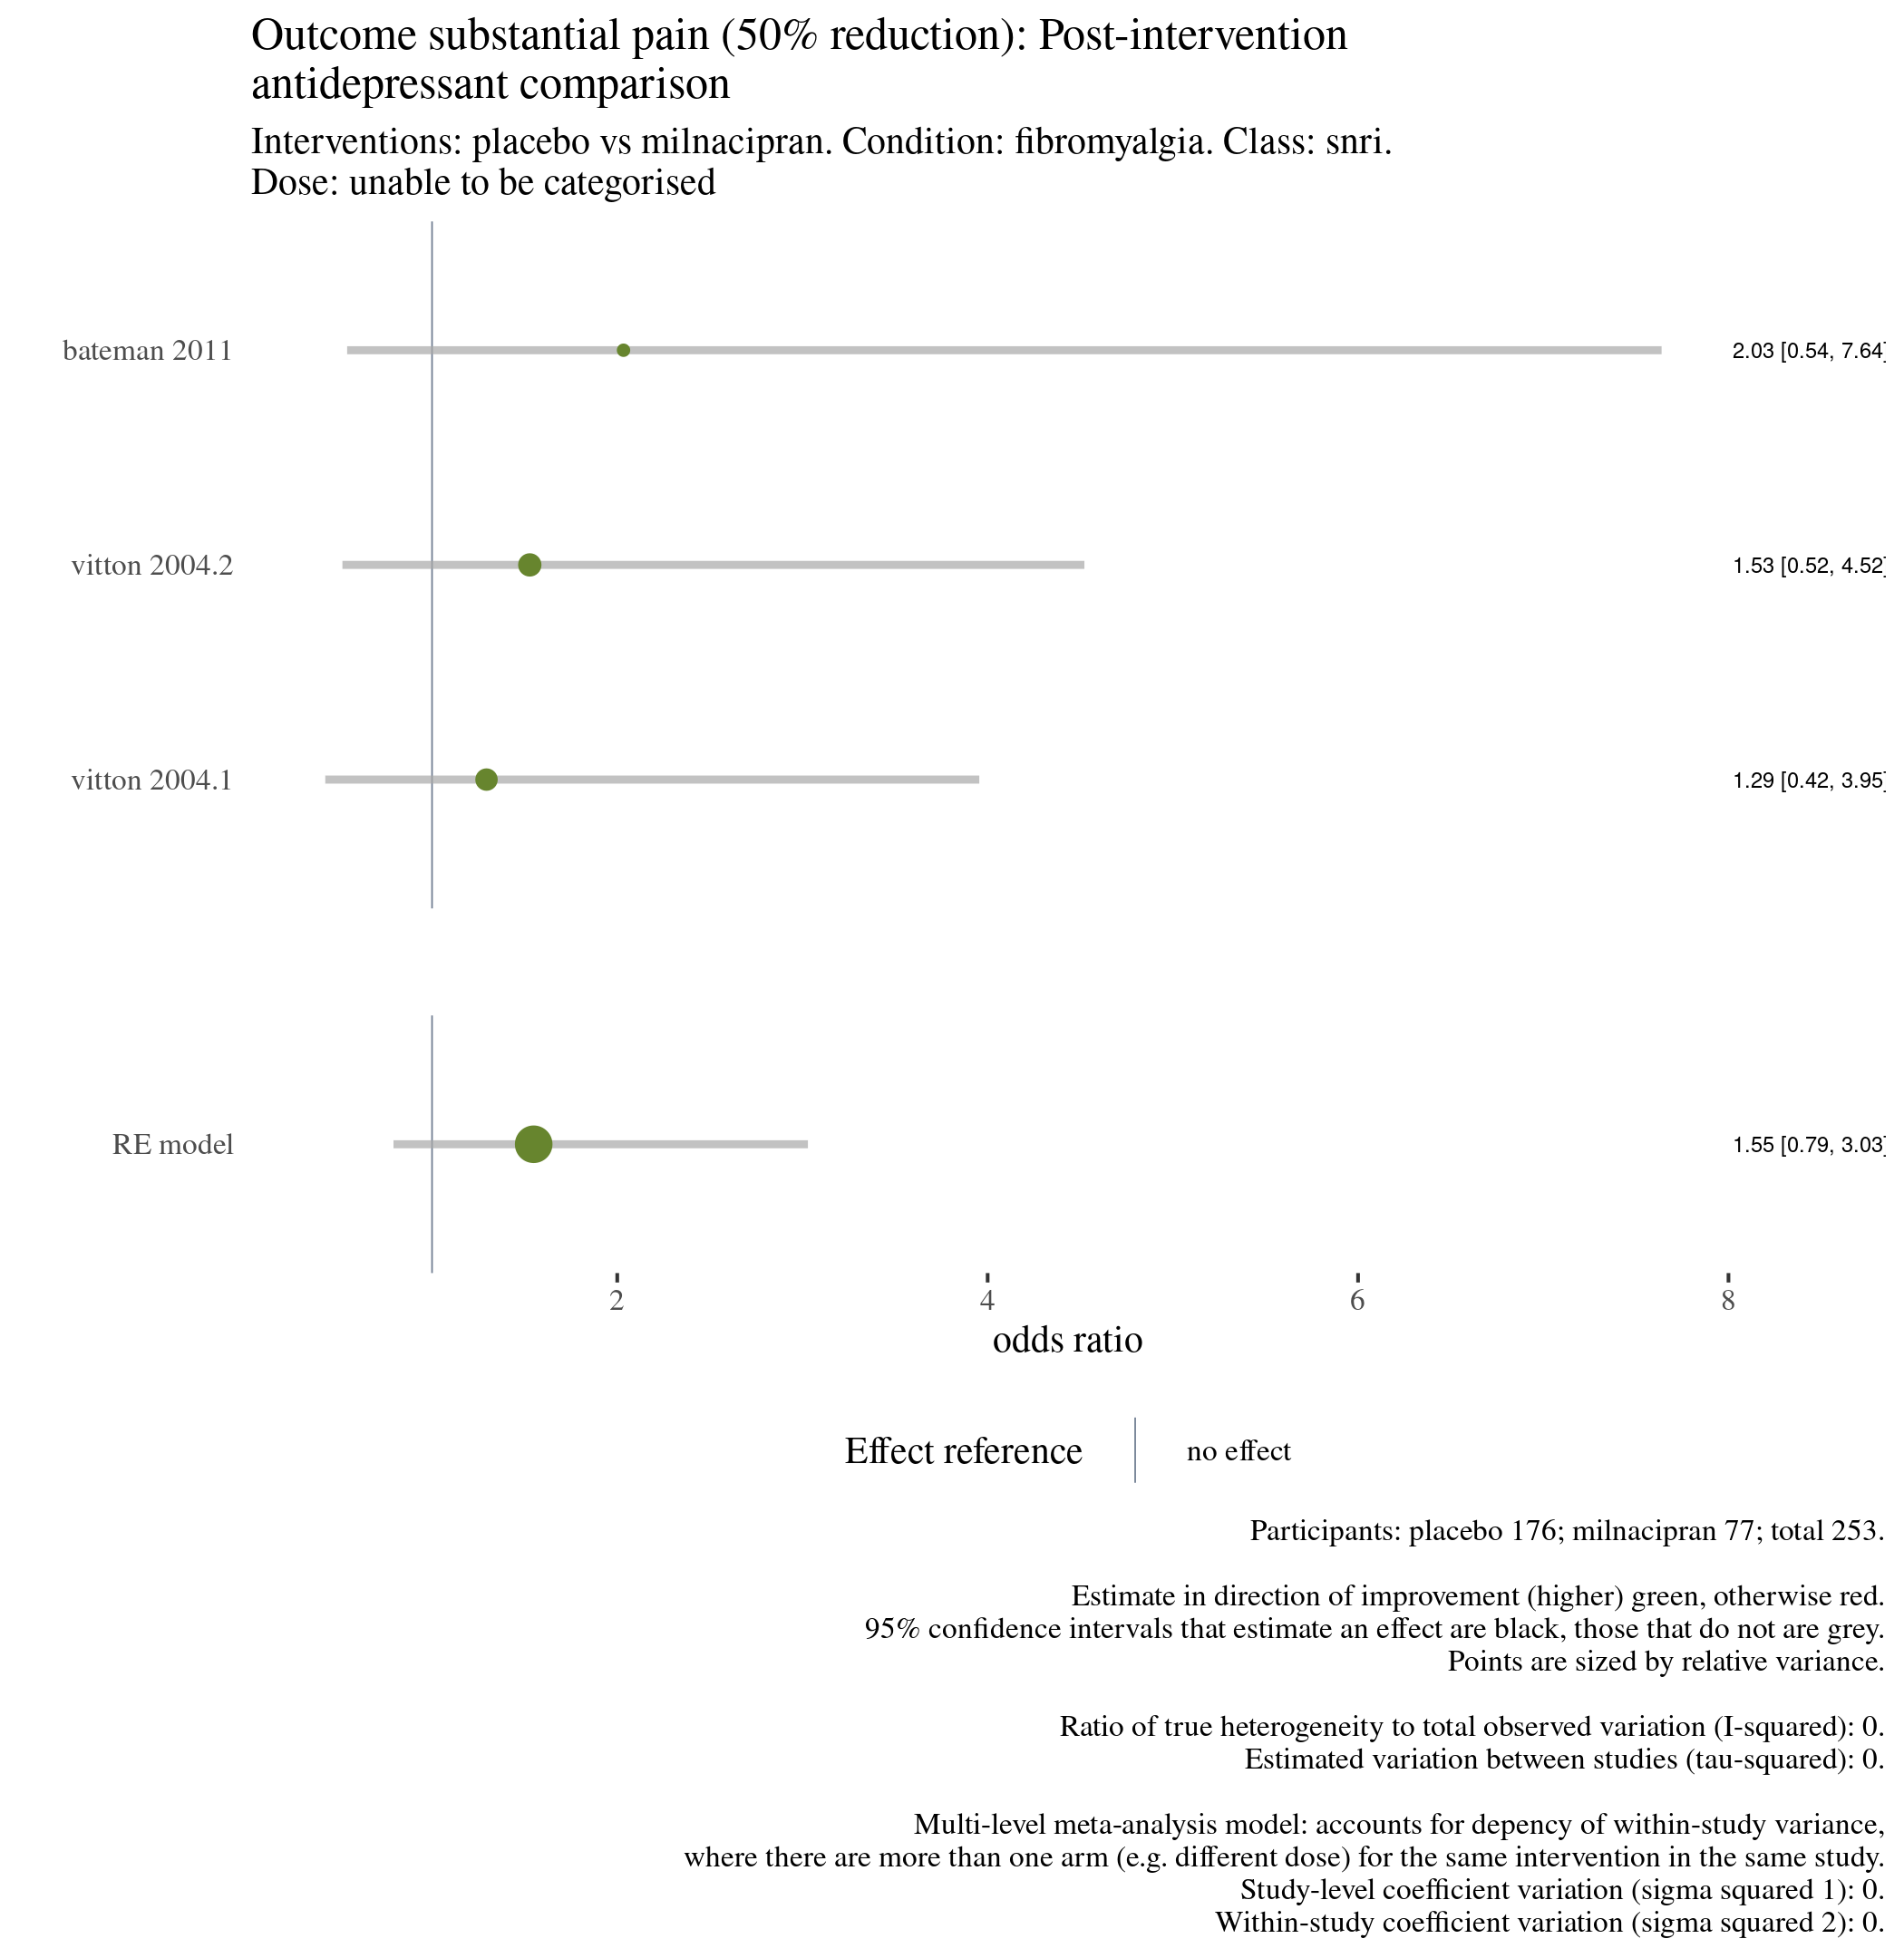 Outcome substantial pain (50% reduction): Post-intervention
antidepressant comparison
Interventions: placebo vs milnacipran. Condition: fibromyalgia. Class: snri.
Dose: unable to be categorised
bateman 2011
2.03 [0.54, 7.64]
vitton 2004.2
1.53 [0.52, 4.52]
vitton 2004.1
1.29 [0.42, 3.95]
RE model
1.55 [0.79, 3.03]
2 4 6 8
odds ratio
Effect reference
no effect
Participants: placebo 176; milnacipran 77; total 253.
Estimate in direction of improvement (higher) green, otherwise red.
95% confidence intervals that estimate an effect are black, those that do not are grey.
Points are sized by relative variance.
Ratio of true heterogeneity to total observed variation (I-squared): 0.
Estimated variation between studies (tau-squared): 0.
Multi-level meta-analysis model: accounts for depency of within-study variance,
where there are more than one arm (e.g. different dose) for the same intervention in the same study.
Study-level coefficient variation (sigma squared 1): 0.
Within-study coefficient variation (sigma squared 2): 0.